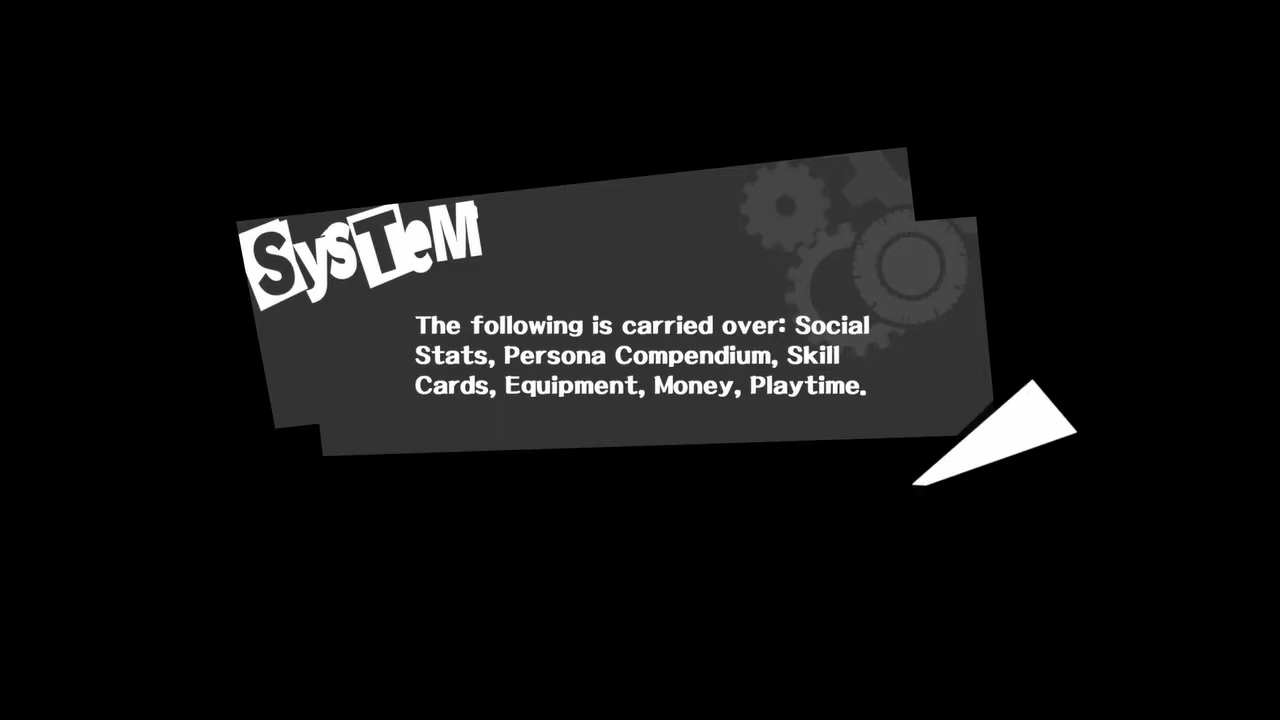 SysTeM
The following is carried over: Social
Stats, Persona Compendium, Skill
Cards, Equipment, Money, Playtime.